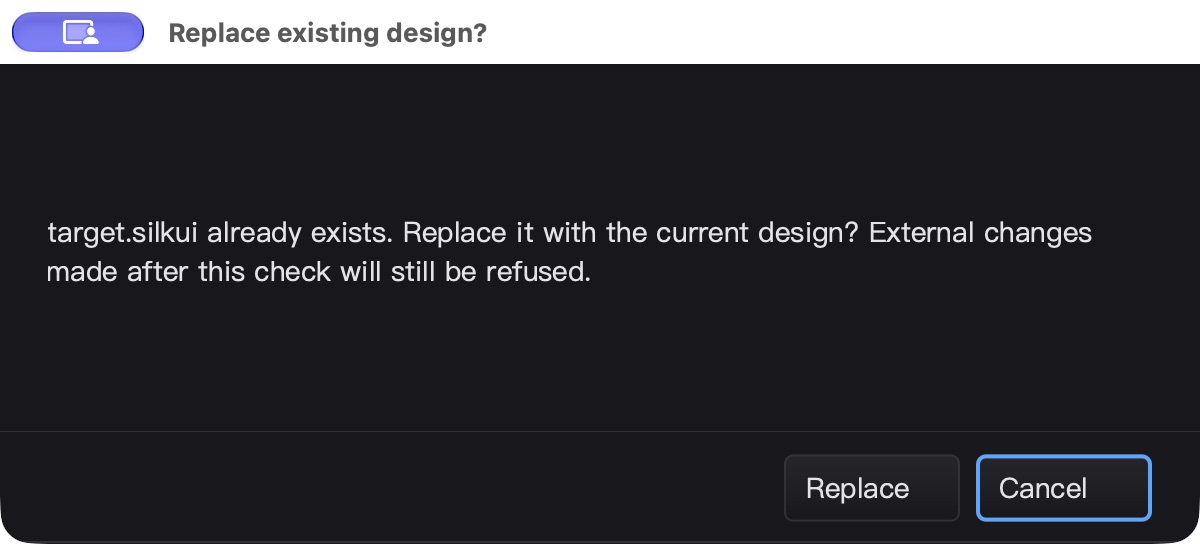 Replace existing design?
target.silkui already exists. Replace it with the current design? External changes
made after this check will still be refused.
Replace
Cancel